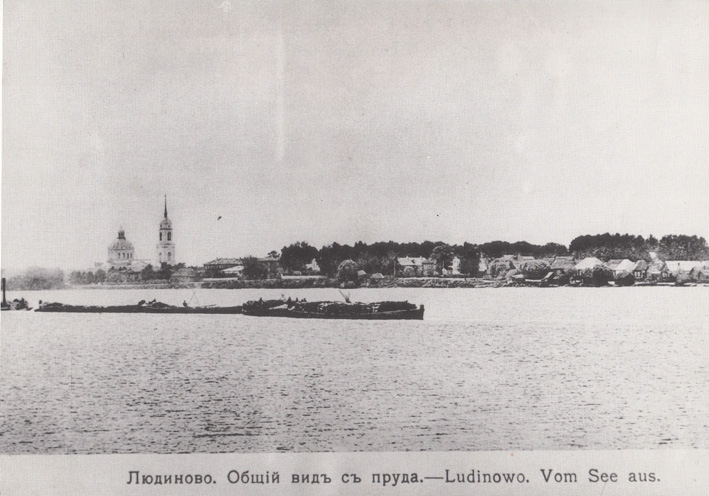 Людиново. Общій видъ съ пруда.—Ludinowo. Vom See aus.